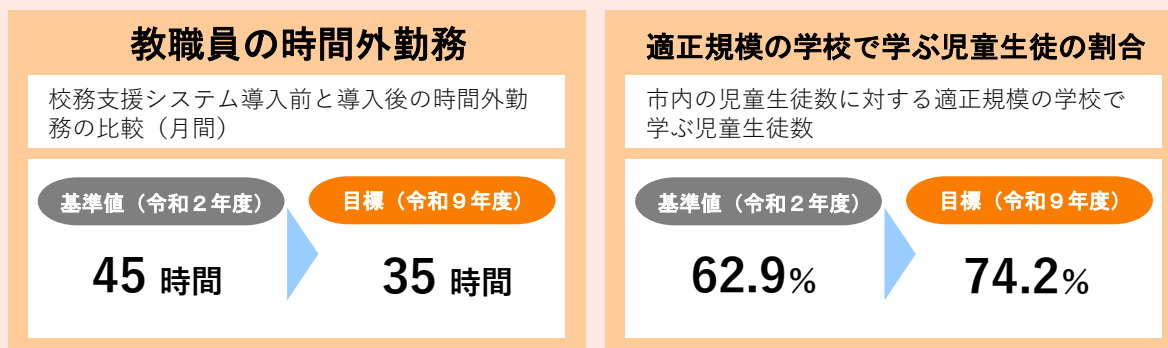 教職員の時間外勤務
校務支援システム導入前と導入後の時間外勤
務の比較（月間）
基準値（令和２年度）
目標（令和９年度）
45 時間
35 時間
適正規模の学校で学ぶ児童生徒の割合
市内の児童生徒数に対する適正規模の学校で
学ぶ児童生徒数
基準値（令和２年度）
目標（令和９年度）
62.9%
74.2%